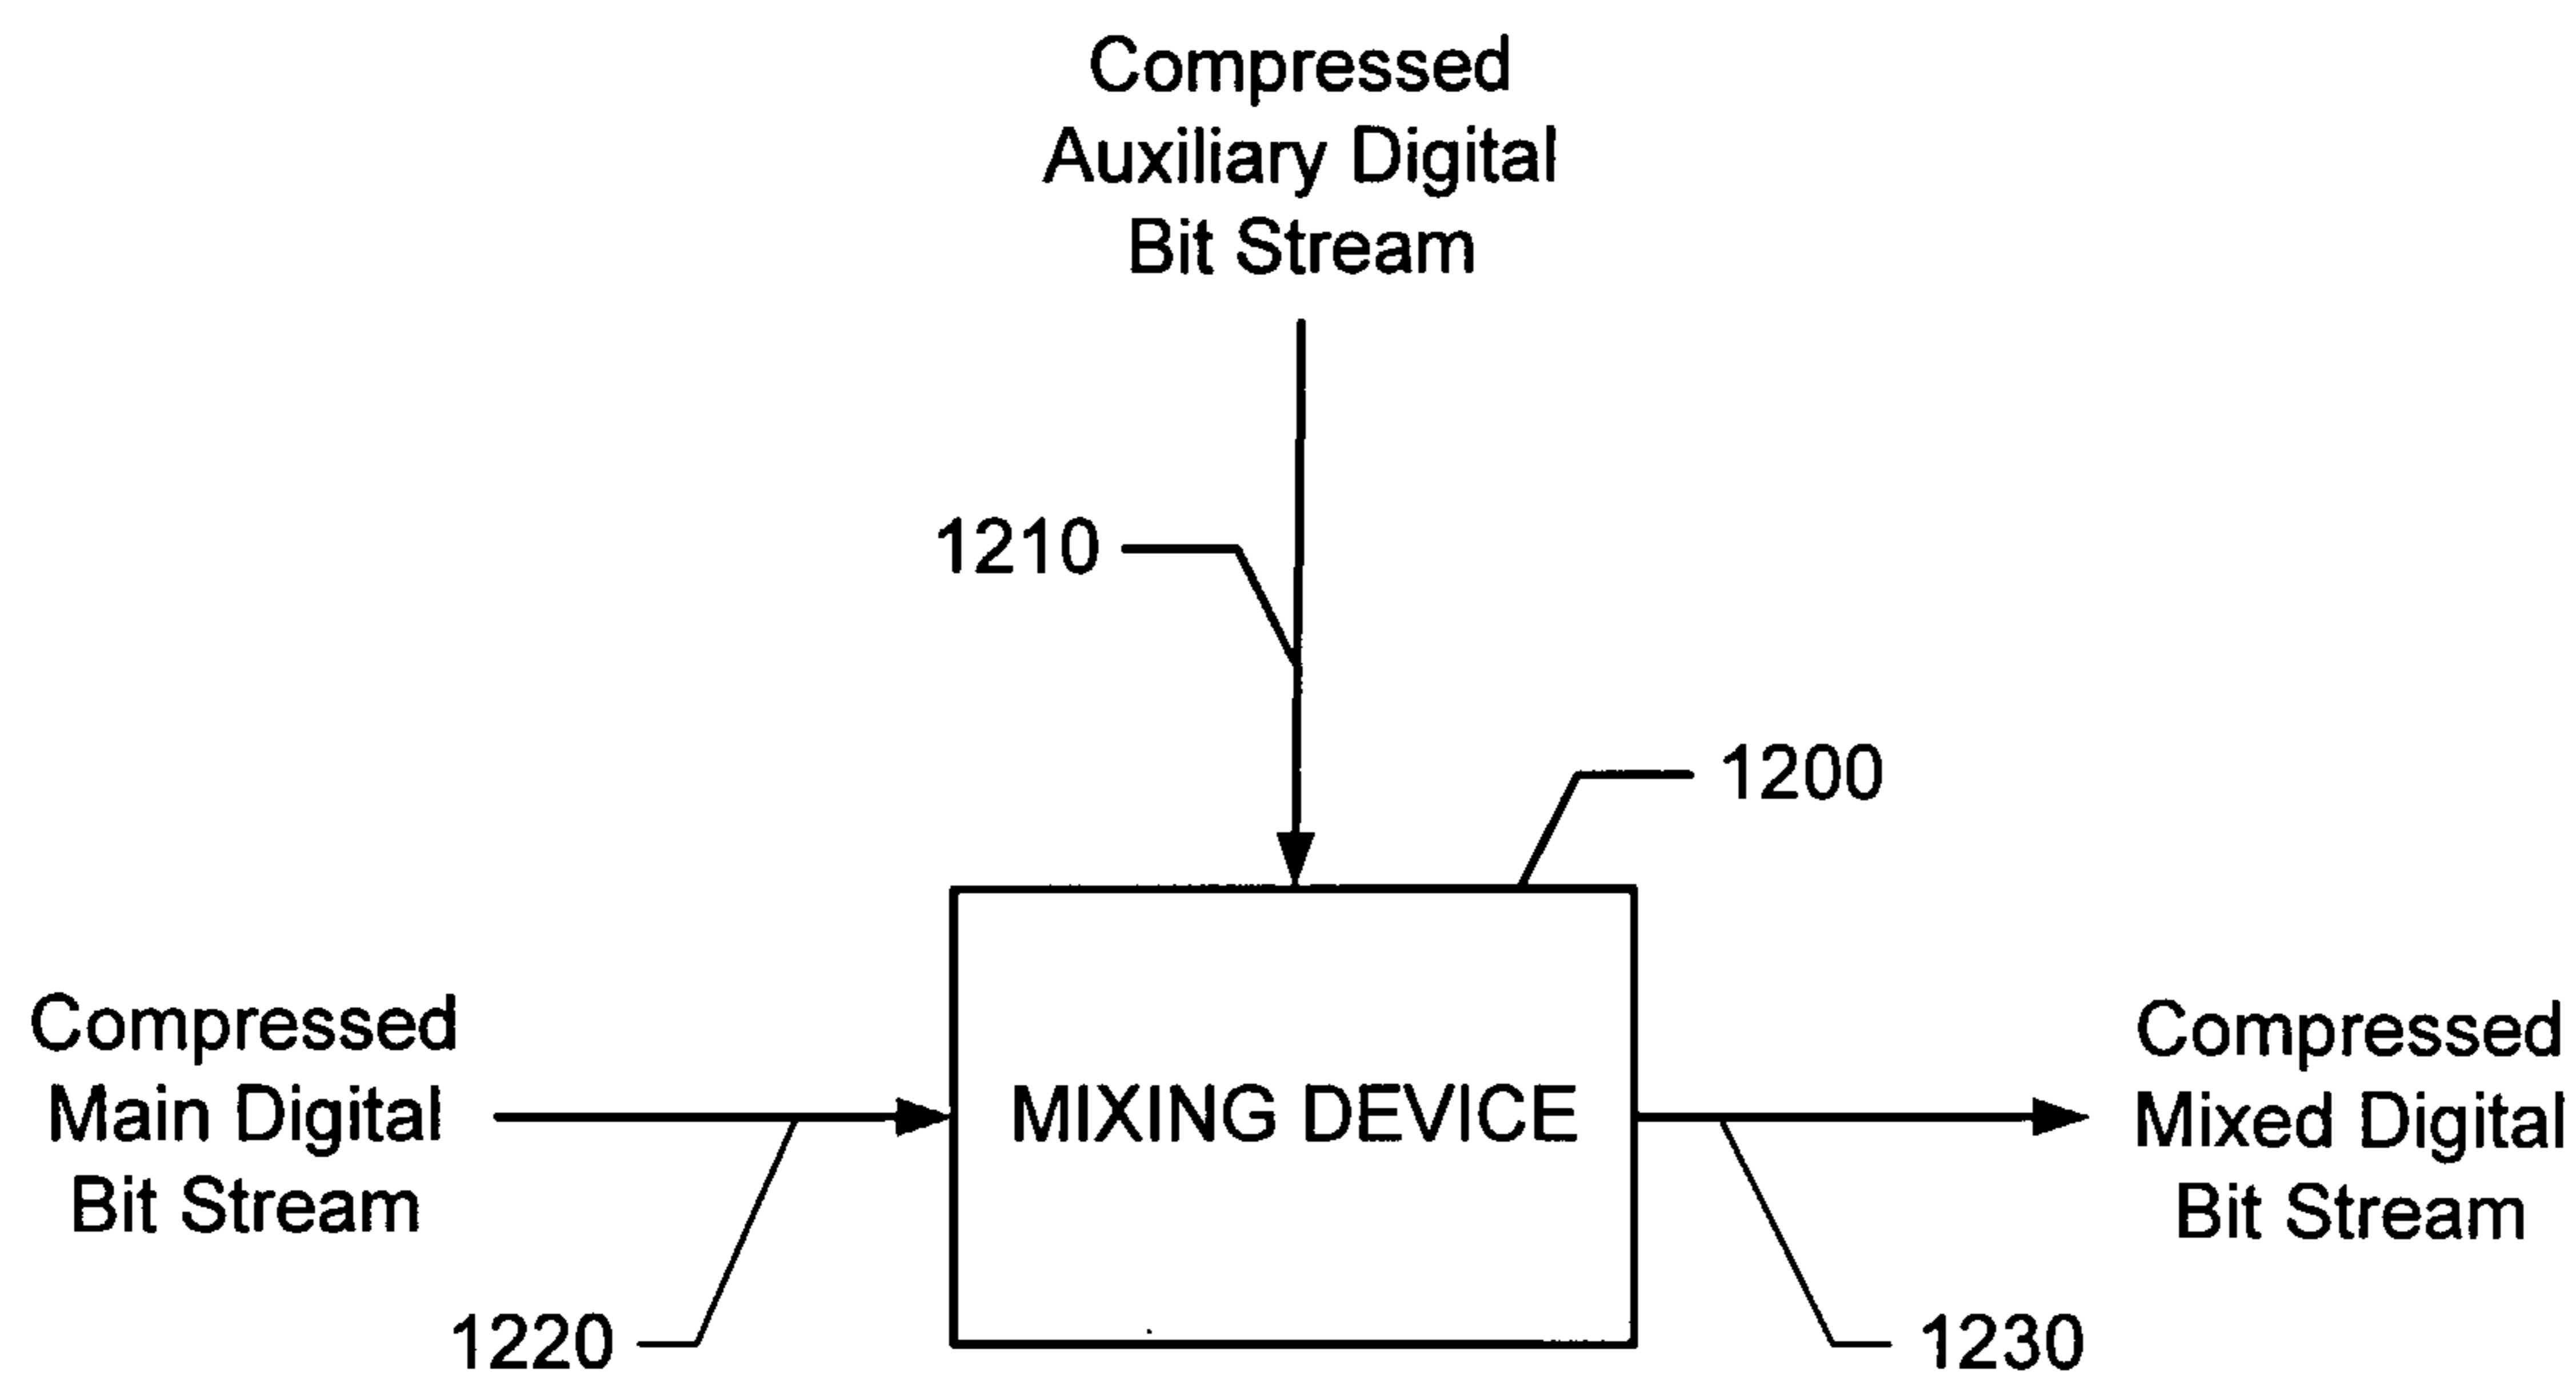 Compressed
Auxiliary Digital
Bit Stream
1210
1200
Compressed
Main Digital
Bit Stream
MIXING DEVICE
Compressed
Mixed Digital
Bit Stream
1220
1230